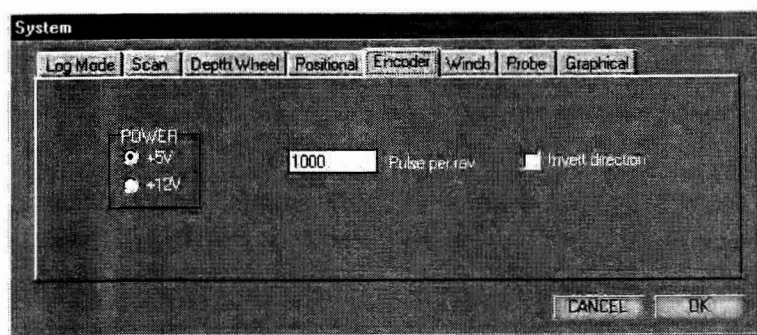 System
Log Mode Scan Depth Wheel Positional Encoder Winch Probe Graphical
POWER
+5V
+12V
1000 Pulse per rev
Invert direction
CANCEL OK